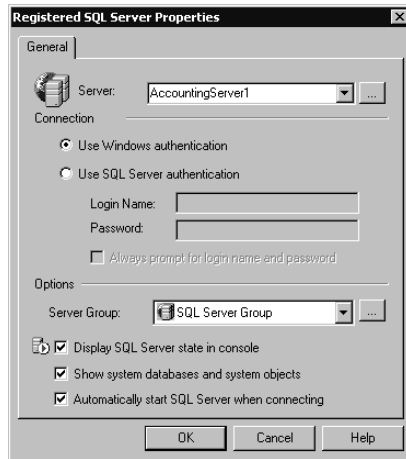 Registered SQL Server Properties
General
Server: AccountingServer1 ...
Connection
Use Windows authentication
Use SQL Server authentication
Login Name:
Password:
Always prompt for login name and password
Options
Server Group: SQL Server Group ...
Display SQL Server state in console
Show system databases and system objects
Automatically start SQL Server when connecting
OK Cancel Help